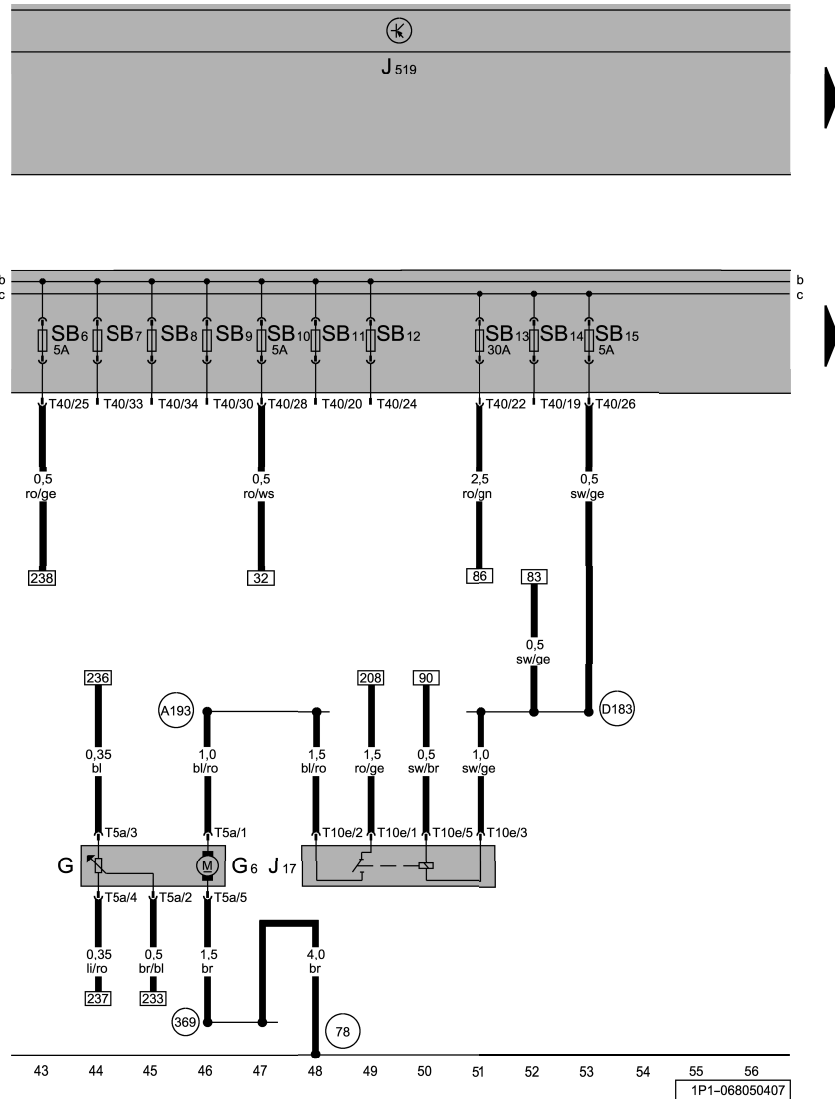 J 519
b b
c c
SB6 SB7 SB8 SB9 SB10 SB11 SB12 SB13 SB14 SB15
5A 5A 30A 5A
T40/25 T40/33 T40/34 T40/30 T40/28 T40/20 T40/24 T40/22 T40/19 T40/26
0,5 0,5 2,5 0,5
ro/ge ro/ws ro/gn sw/ge
238 32 86 83
0,5
sw/ge
236 208 90
A193 D183
0,35 1,0 1,5 1,5 0,5 1,0
bl bl/ro bl/ro ro/ge sw/br sw/ge
T5a/3 T5a/1 T10e/2 T10e/1 T10e/5 T10e/3
G M G6 J17
T5a/4 T5a/2 T5a/5
0,35 0,5 1,5 4,0
li/ro br/bl br br
237 233
369 78
43 44 45 46 47 48 49 50 51 52 53 54 55 56
1P1-068050407